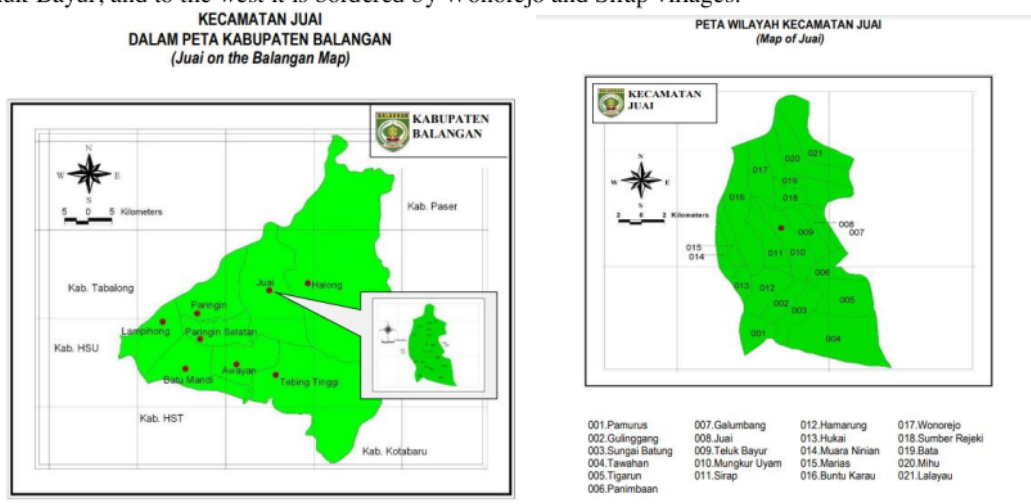 uk Bayur, and to the west it is bordered by Wonorejo and Sirap villages.
KECAMATAN JUAI
DALAM PETA KABUPATEN BALANGAN
(Juai on the Balangan Map)
KABUPATEN
BALANGAN
N
W E
S
5 0 5 Kilometers
Kab. Paser
Kab. Tabalong
Juai
Halong
Paringin
Lampihong
Paringin Selatan
Kab. HSU
Batu Mandi
Awayan
Tebing Tinggi
Kab. HST
Kab. Kotabaru
PETA WILAYAH KECAMATAN JUAI
(Map of Juai)
KECAMATAN
JUAI
N
W E
S
2 0 2 Kilometers
021
020
017
019
016
018
008
009
007
015
011 010
014
006
013
012
005
002
003
001
004
001.Pamurus
002.Gulinggang
003.Sungai Batung
004.Tawahan
005.Tigarun
006.Panimbaan
007.Galumbang
008.Juai
009.Teluk Bayur
010.Mungkur Uyam
011.Sirap
012.Hamarung
013.Hukai
014.Muara Ninian
015.Marias
016.Buntu Karau
017.Wonorejo
018.Sumber Rejeki
019.Bata
020.Mihu
021.Lalayau